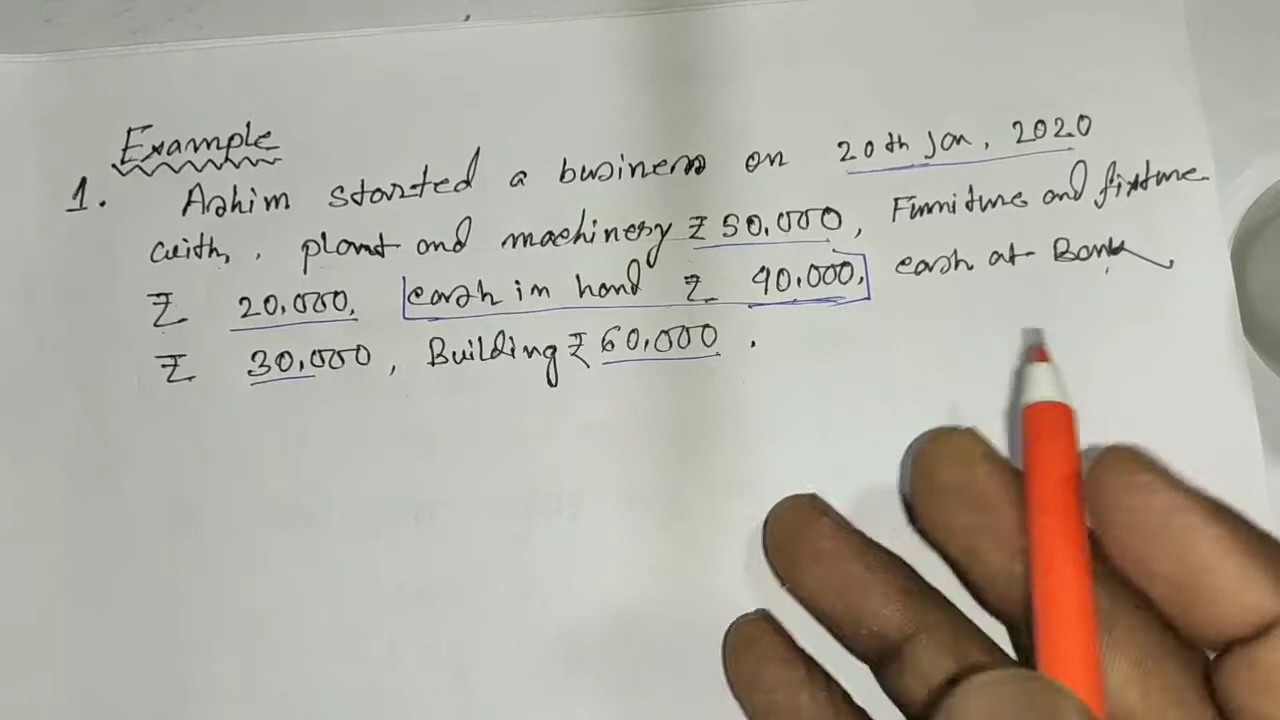 Example
1. Ashim started a business on 20th Jan, 2020
with, plant and machinery ₹ 50,000, Furniture and fixture
₹ 20,000, cash in hand ₹ 40,000, cash at Bank
₹ 30,000, Building ₹ 60,000.